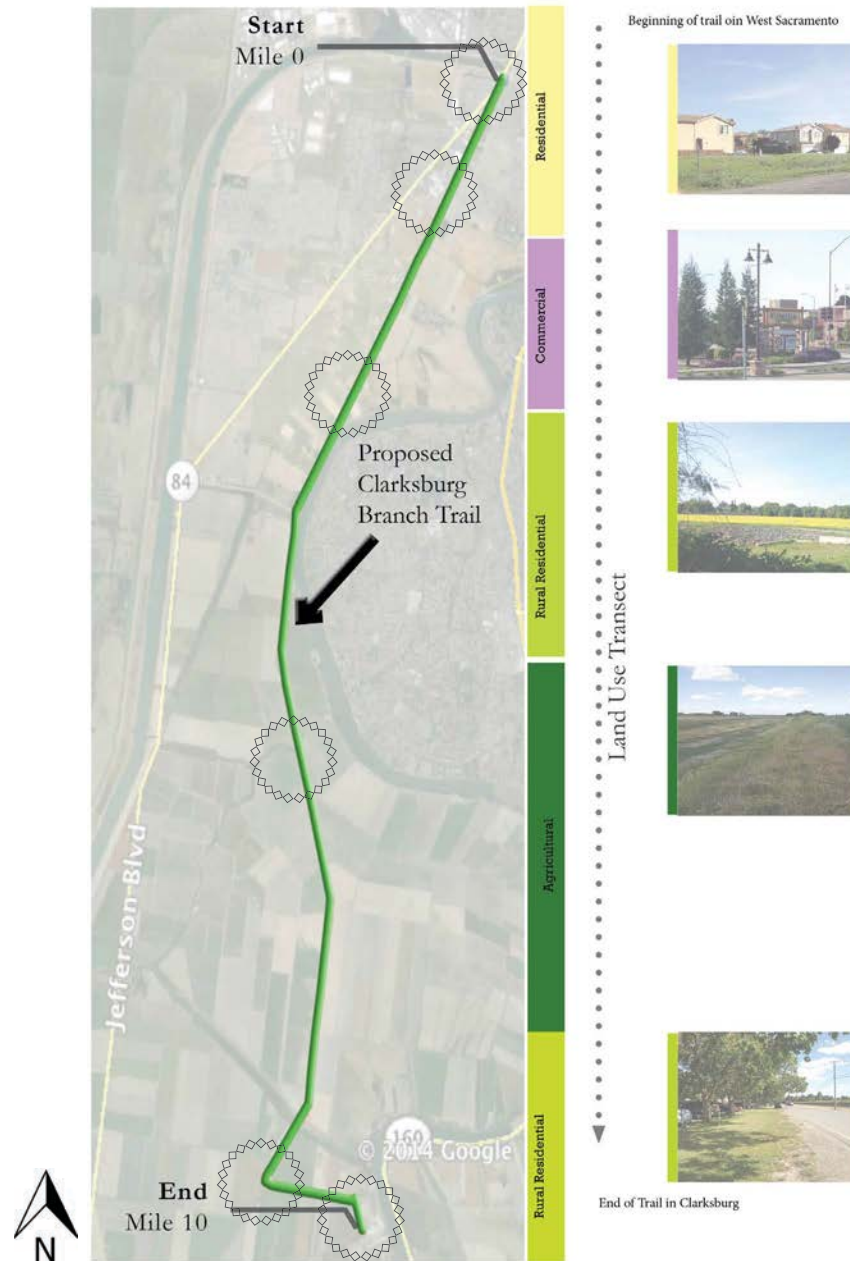 Start
Mile 0
Beginning of trail oin West Sacramento
Residential
Commercial
84
Proposed
Clarksburg
Branch Trail
Rural Residential
Land Use Transect
Agricultural
Jefferson Blvd
160
© 2014 Google
Rural Residential
End
Mile 10
End of Trail in Clarksburg
N